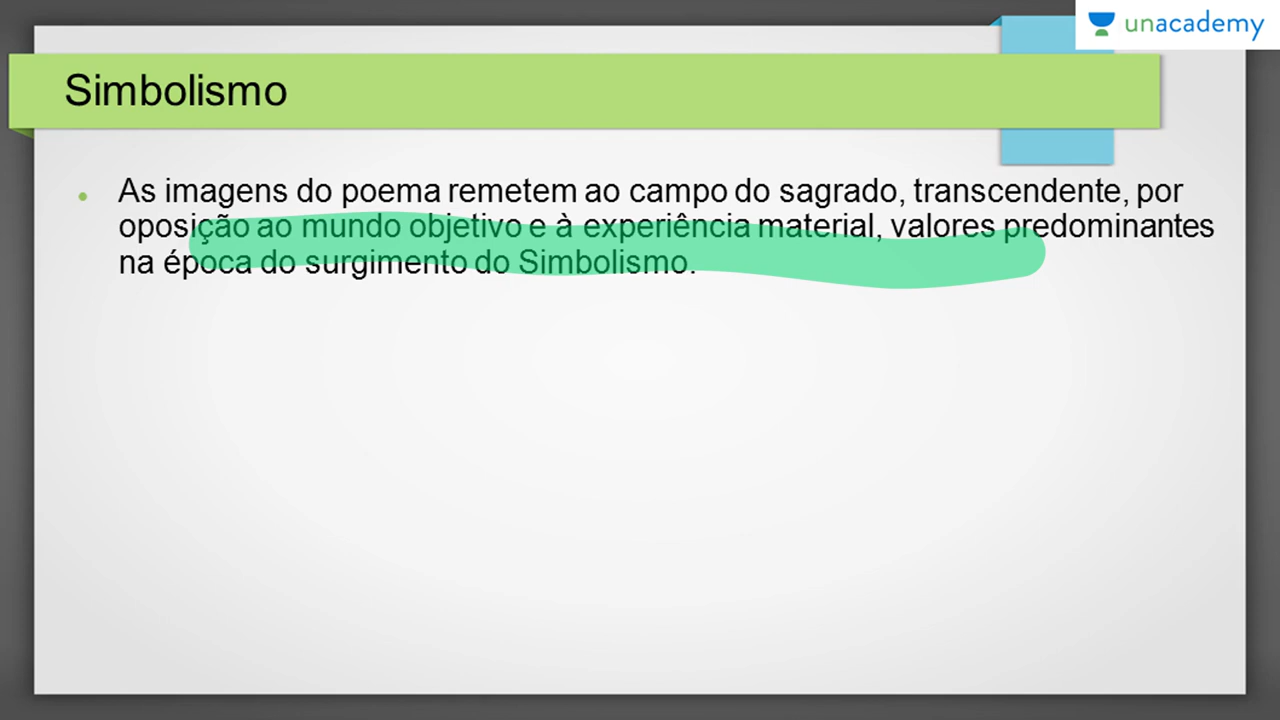 unacademy
Simbolismo
As imagens do poema remetem ao campo do sagrado, transcendente, por
oposição ao mundo objetivo e à experiência material, valores predominantes
na época do surgimento do Simbolismo.